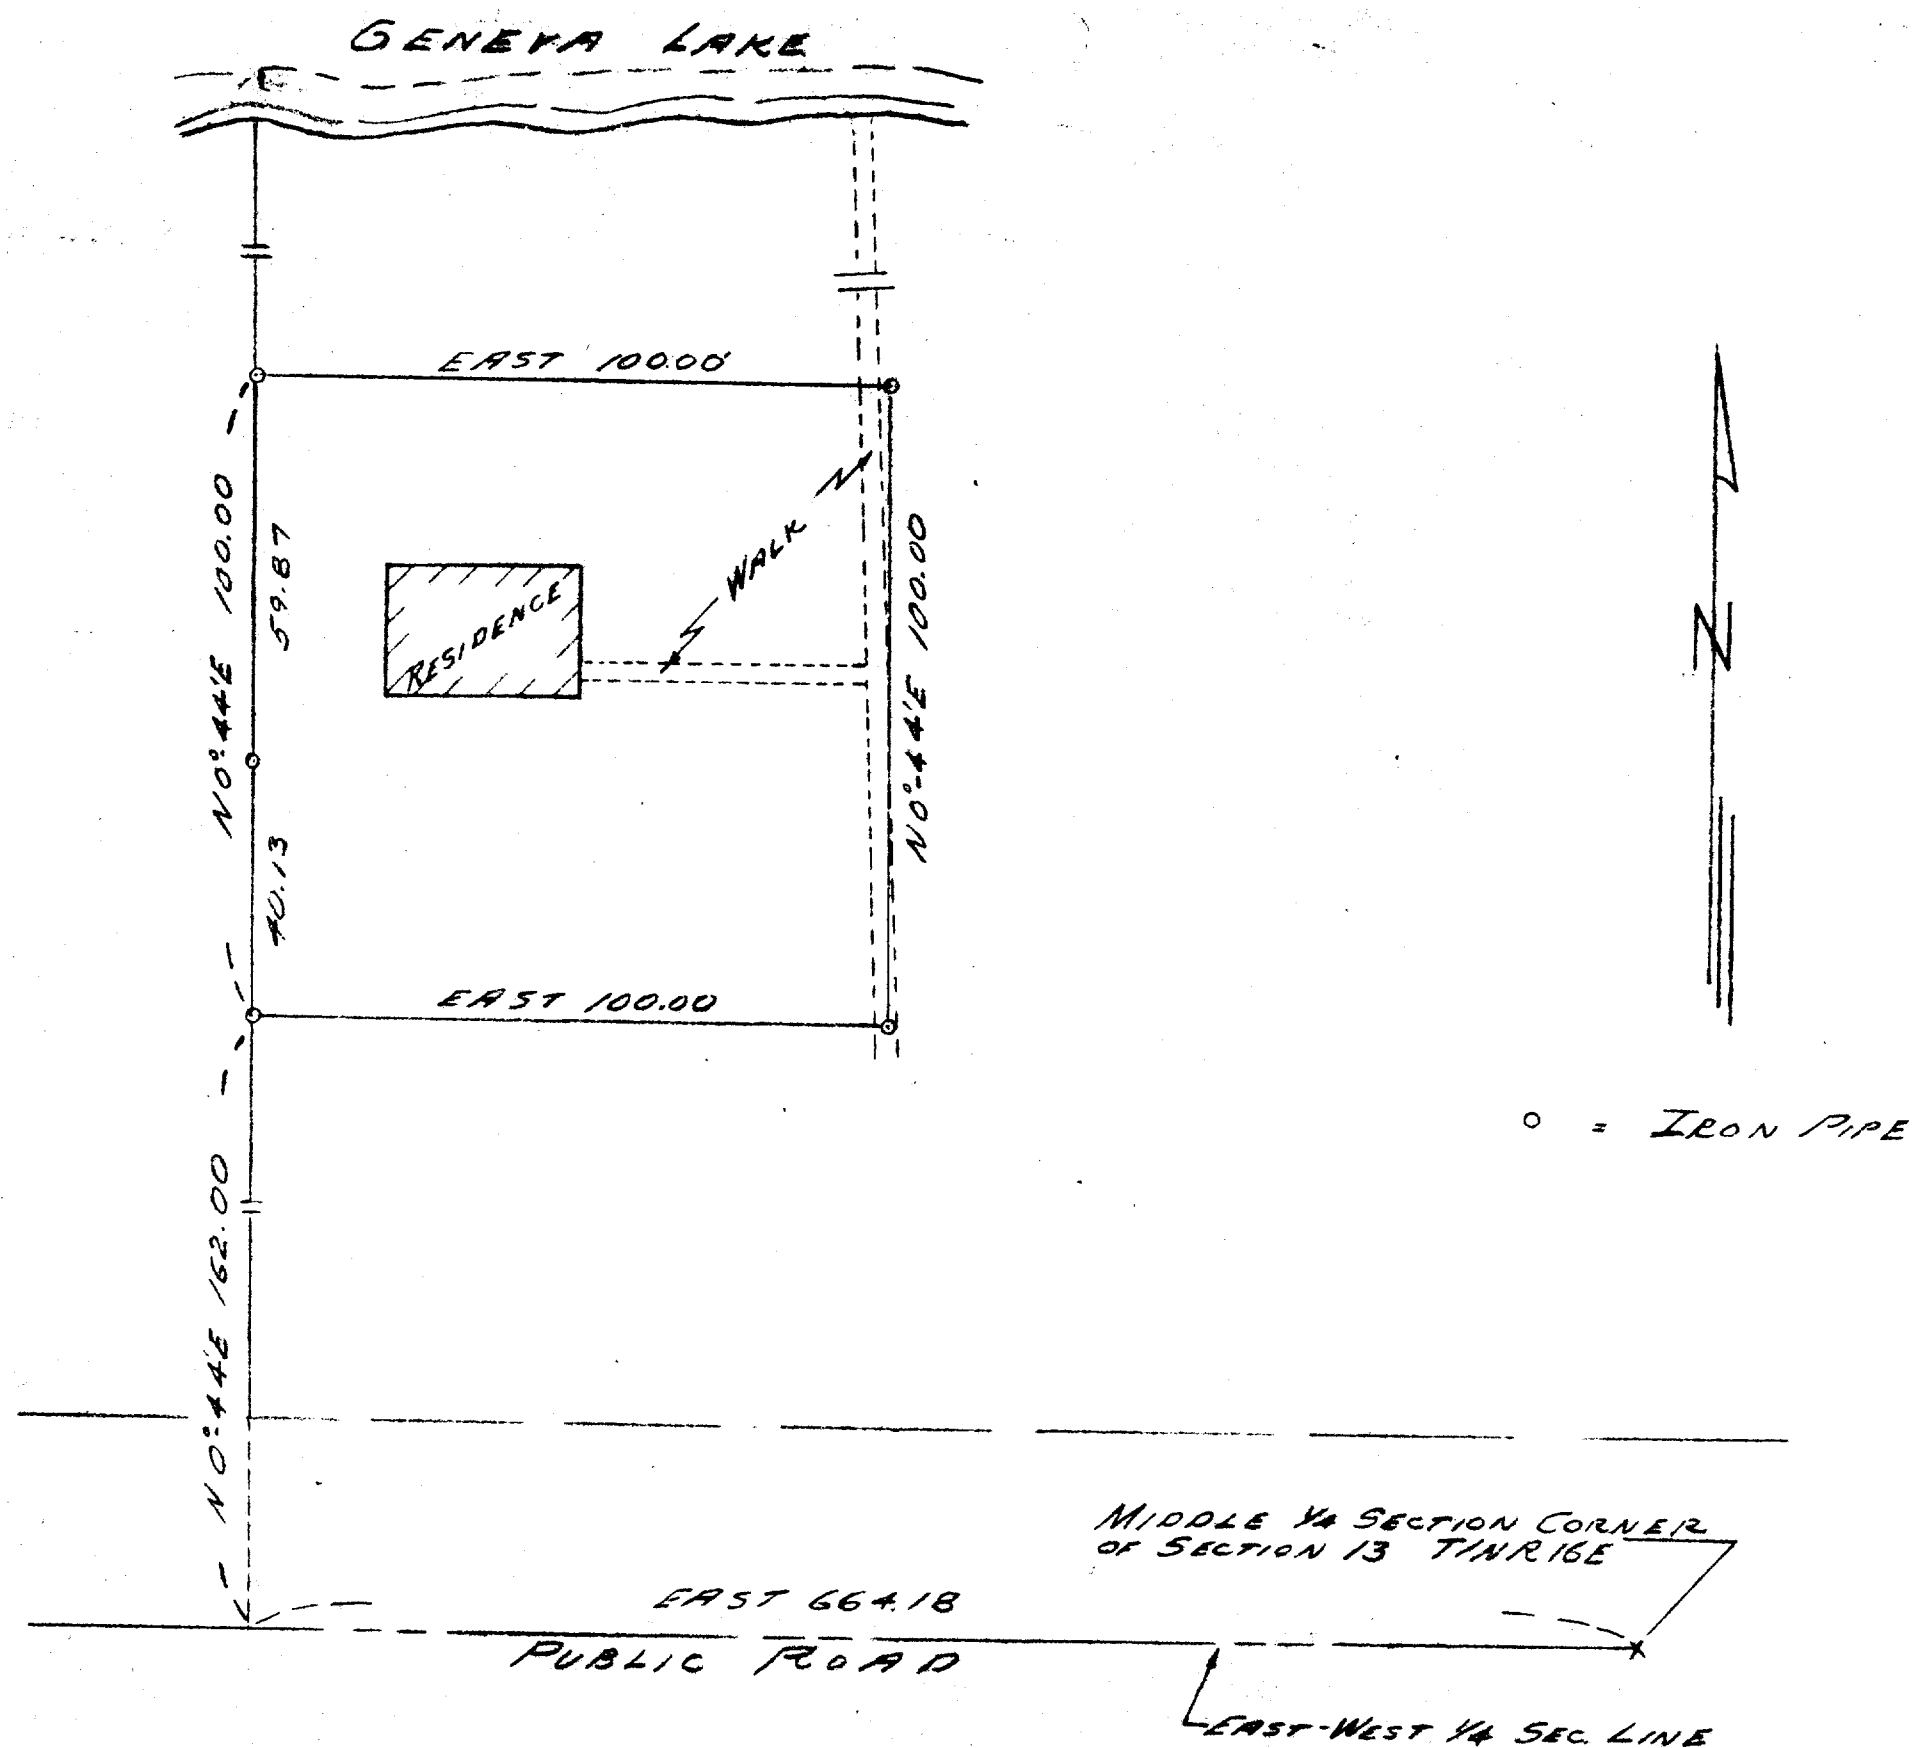 GENEVA LAKE
EAST 100.00'
N0°-44'E 100.00
59.87
WALK
RESIDENCE
N0°-44'E 100.00
N
40.13
EAST 100.00
o = IRON PIPE
N0°-44'E 162.00
MIDDLE 1/4 SECTION CORNER
OF SECTION 13 T1NR16E
EAST 664.18
PUBLIC ROAD
EAST-WEST 1/4 SEC. LINE